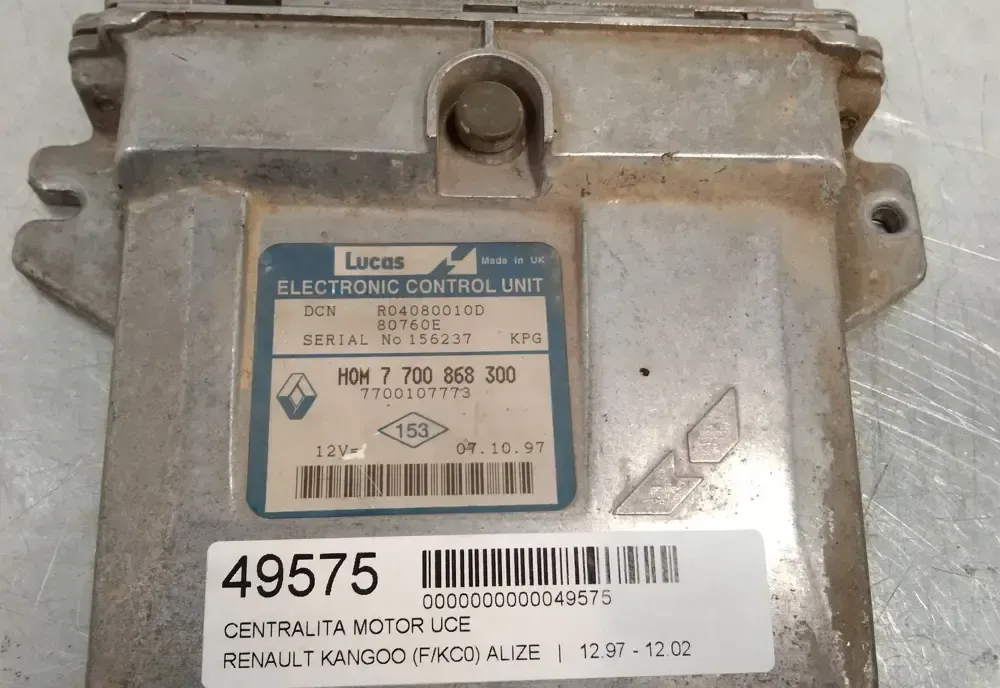 Lucas Made in UK
ELECTRONIC CONTROL UNIT
DCN R04080010D
80760E
SERIAL No 156237 KPG
HOM 7 700 868 300
7700107773
153
12V= 07.10.97
49575
0000000000049575
CENTRALITA MOTOR UCE
RENAULT KANGOO (F/KC0) ALIZE | 12.97 - 12.02